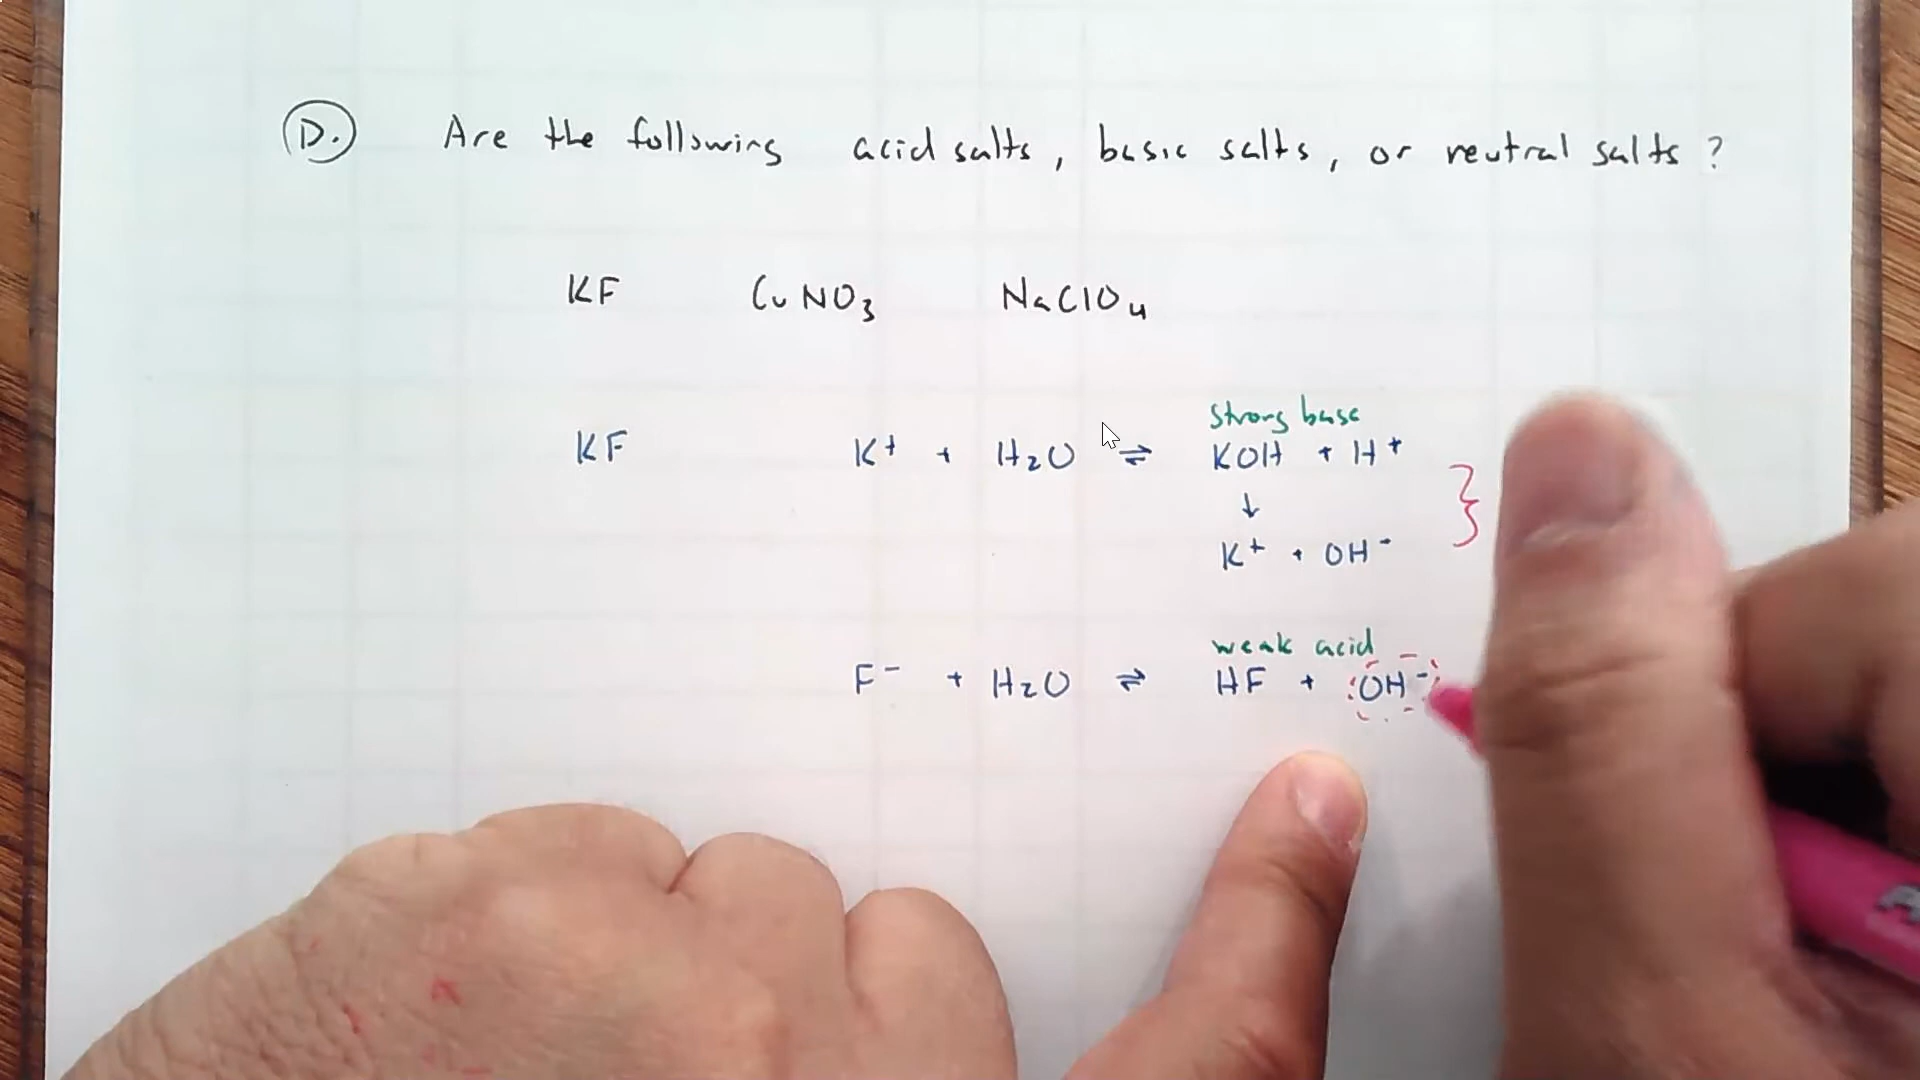 D. Are the following acid salts, basic salts, or neutral salts?
KF CuNO₃ NaClO₄
strong base
KF K⁺ + H₂O ⇌ KOH + H⁺
↓
K⁺ + OH⁻
weak acid
F⁻ + H₂O ⇌ HF + OH⁻